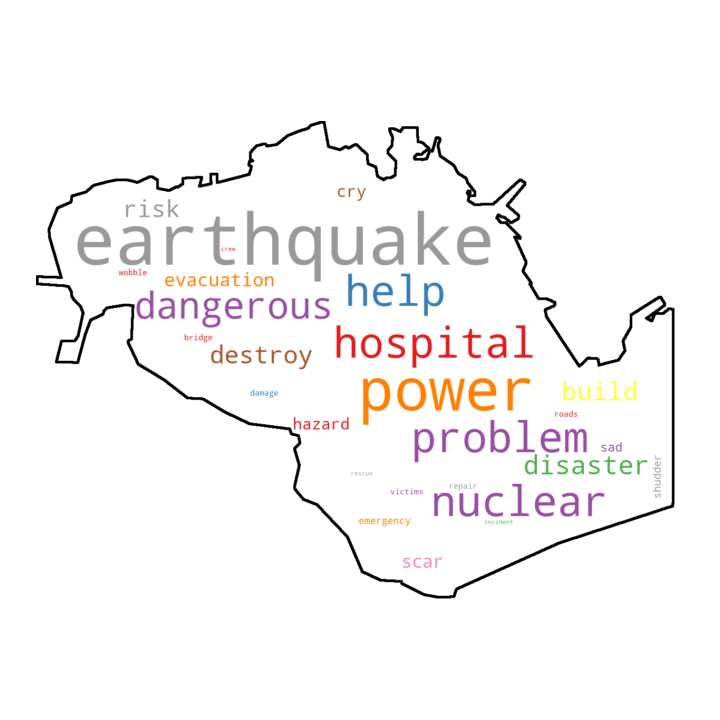 cry
risk
earthquake
crew
wobble
evacuation
help
dangerous
bridge
hospital
destroy
power
damage
build
roads
hazard
problem
sad
disaster
shudder
rescue
repair
victims
nuclear
emergency
incident
scar